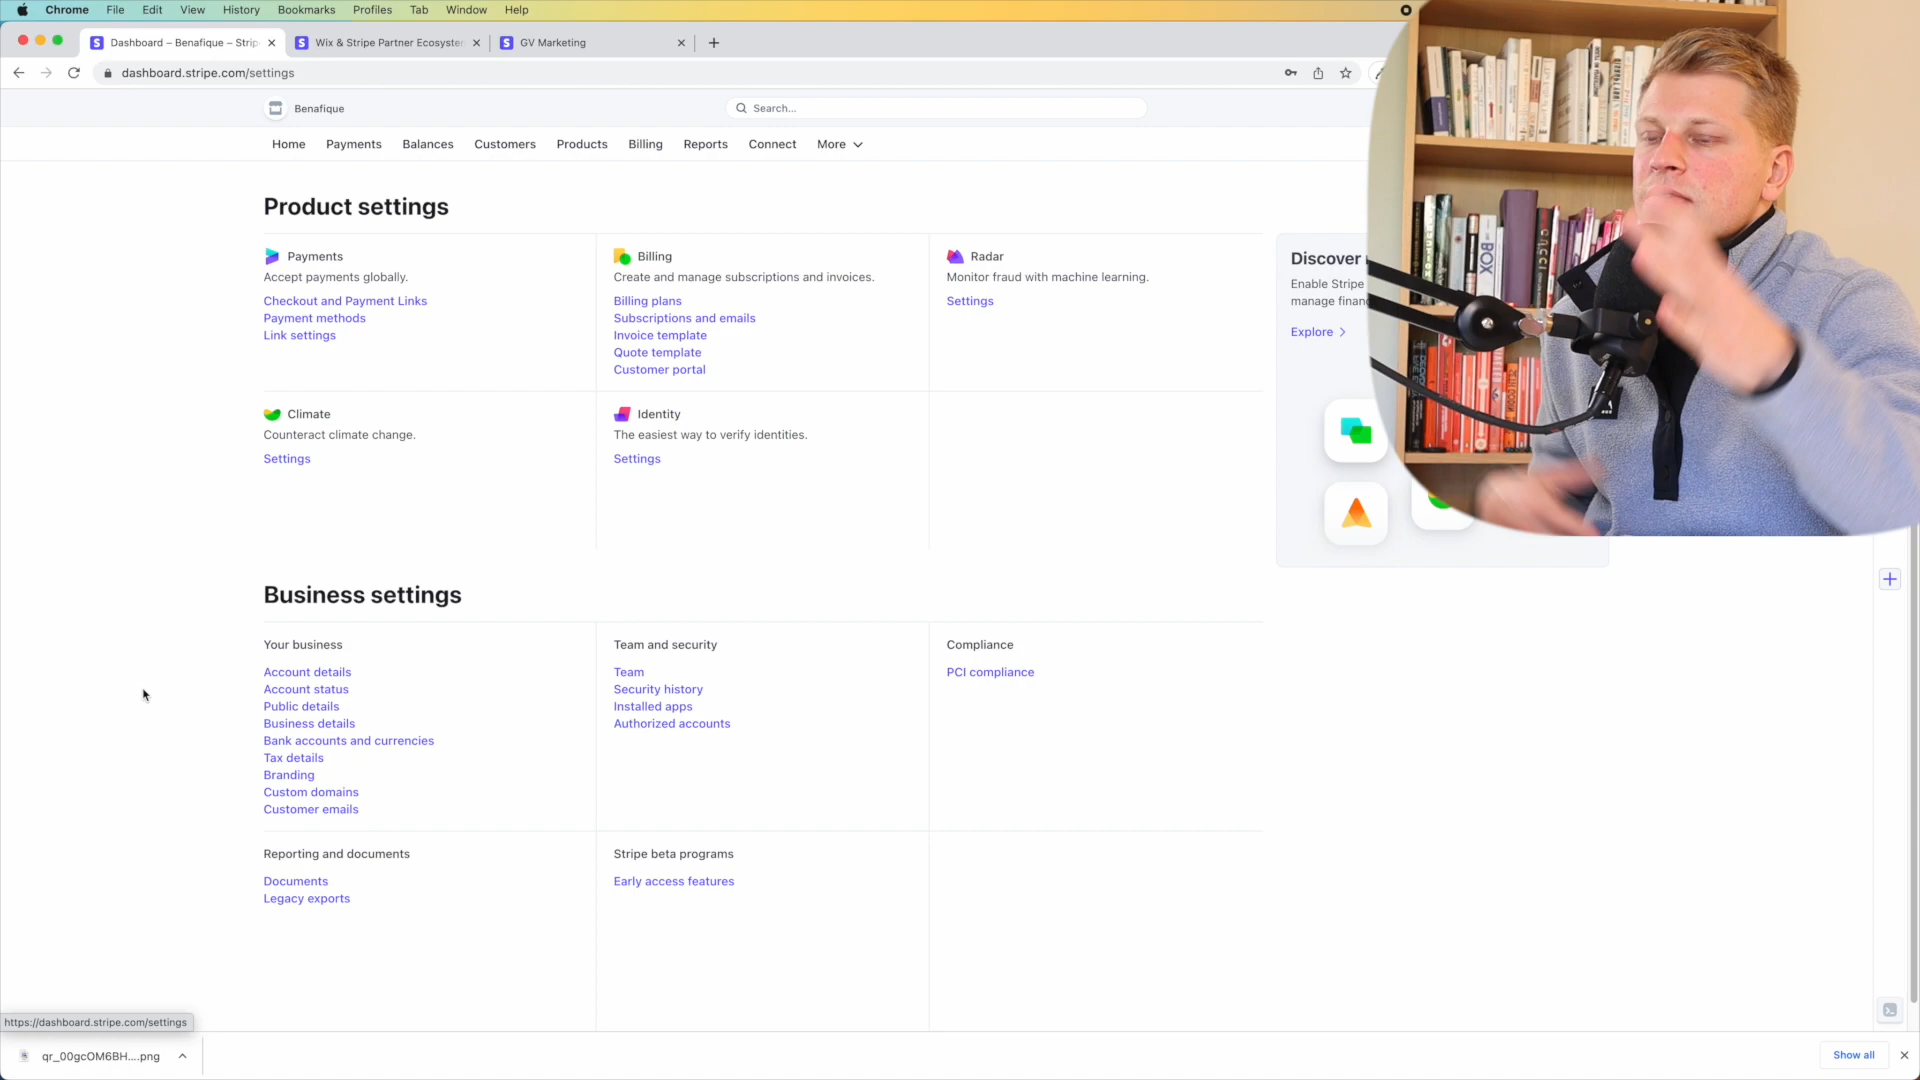 Chrome File Edit View History Bookmarks Profiles Tab Window Help
Dashboard – Benafique – Strip
Wix & Stripe Partner Ecosyste
GV Marketing
dashboard.stripe.com/settings
Benafique
Search...
Home Payments Balances Customers Products Billing Reports Connect More
Product settings
Payments
Accept payments globally.
Checkout and Payment Links
Payment methods
Link settings
Billing
Create and manage subscriptions and invoices.
Billing plans
Subscriptions and emails
Invoice template
Quote template
Customer portal
Radar
Monitor fraud with machine learning.
Settings
Discover
Enable Stripe
manage finan
Explore
Climate
Counteract climate change.
Settings
Identity
The easiest way to verify identities.
Settings
Business settings
Your business
Account details
Account status
Public details
Business details
Bank accounts and currencies
Tax details
Branding
Custom domains
Customer emails
Team and security
Team
Security history
Installed apps
Authorized accounts
Compliance
PCI compliance
Reporting and documents
Documents
Legacy exports
Stripe beta programs
Early access features
https://dashboard.stripe.com/settings
qr_00gcOM6BH....png
Show all
BOX